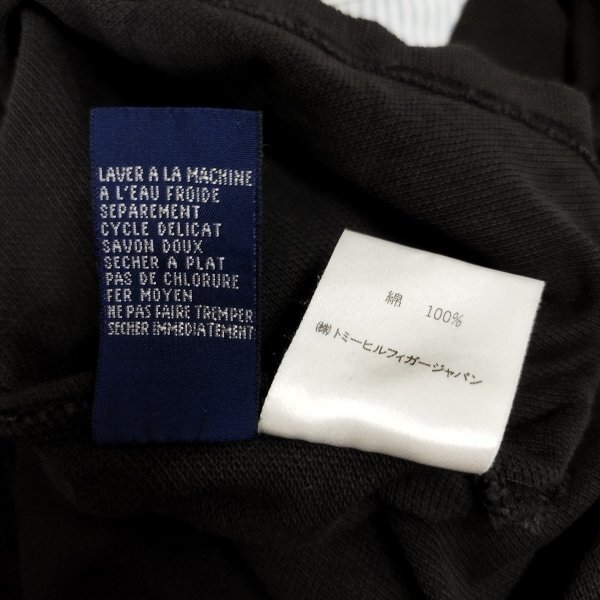 LAVER A LA MACHINE
A L'EAU FROIDE
SEPAREMENT
CYCLE DELICAT
SAVON DOUX
SECHER A PLAT
PAS DE CHLORURE
FER MOYEN
NE PAS FAIRE TREMPER
SECHER IMMEDIATEMENT
綿 100%
㈱トミーヒルフィガージャパン